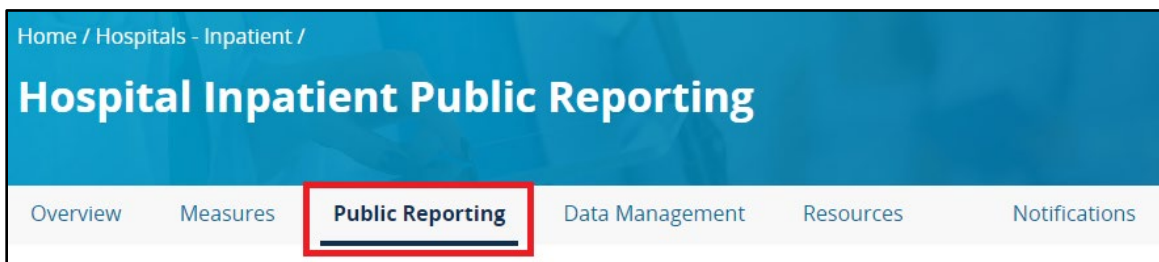 Home / Hospitals - Inpatient /
Hospital Inpatient Public Reporting
Overview Measures Public Reporting Data Management Resources Notifications